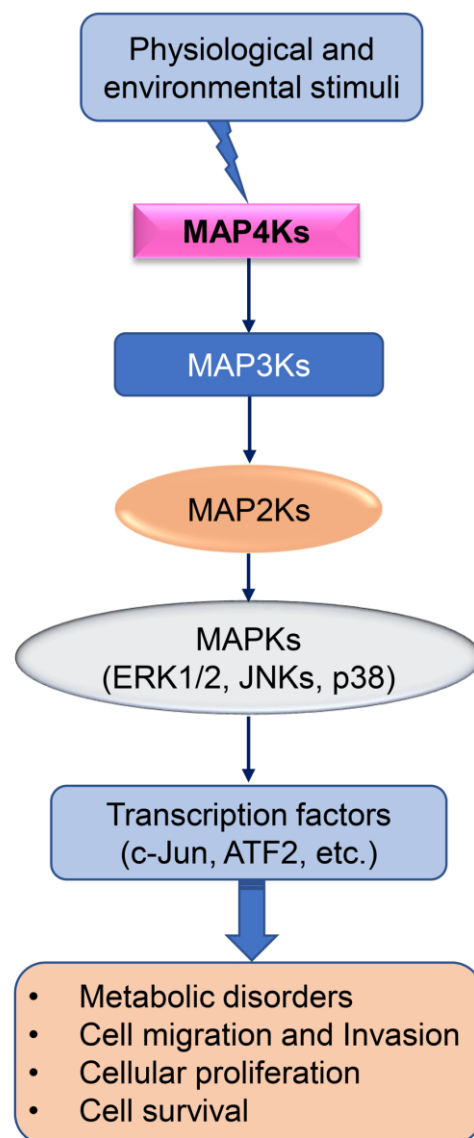 Physiological and
environmental stimuli
MAP4Ks
MAP3Ks
MAP2Ks
MAPKs
(ERK1/2, JNKs, p38)
Transcription factors
(c-Jun, ATF2, etc.)
• Metabolic disorders
• Cell migration and Invasion
• Cellular proliferation
• Cell survival